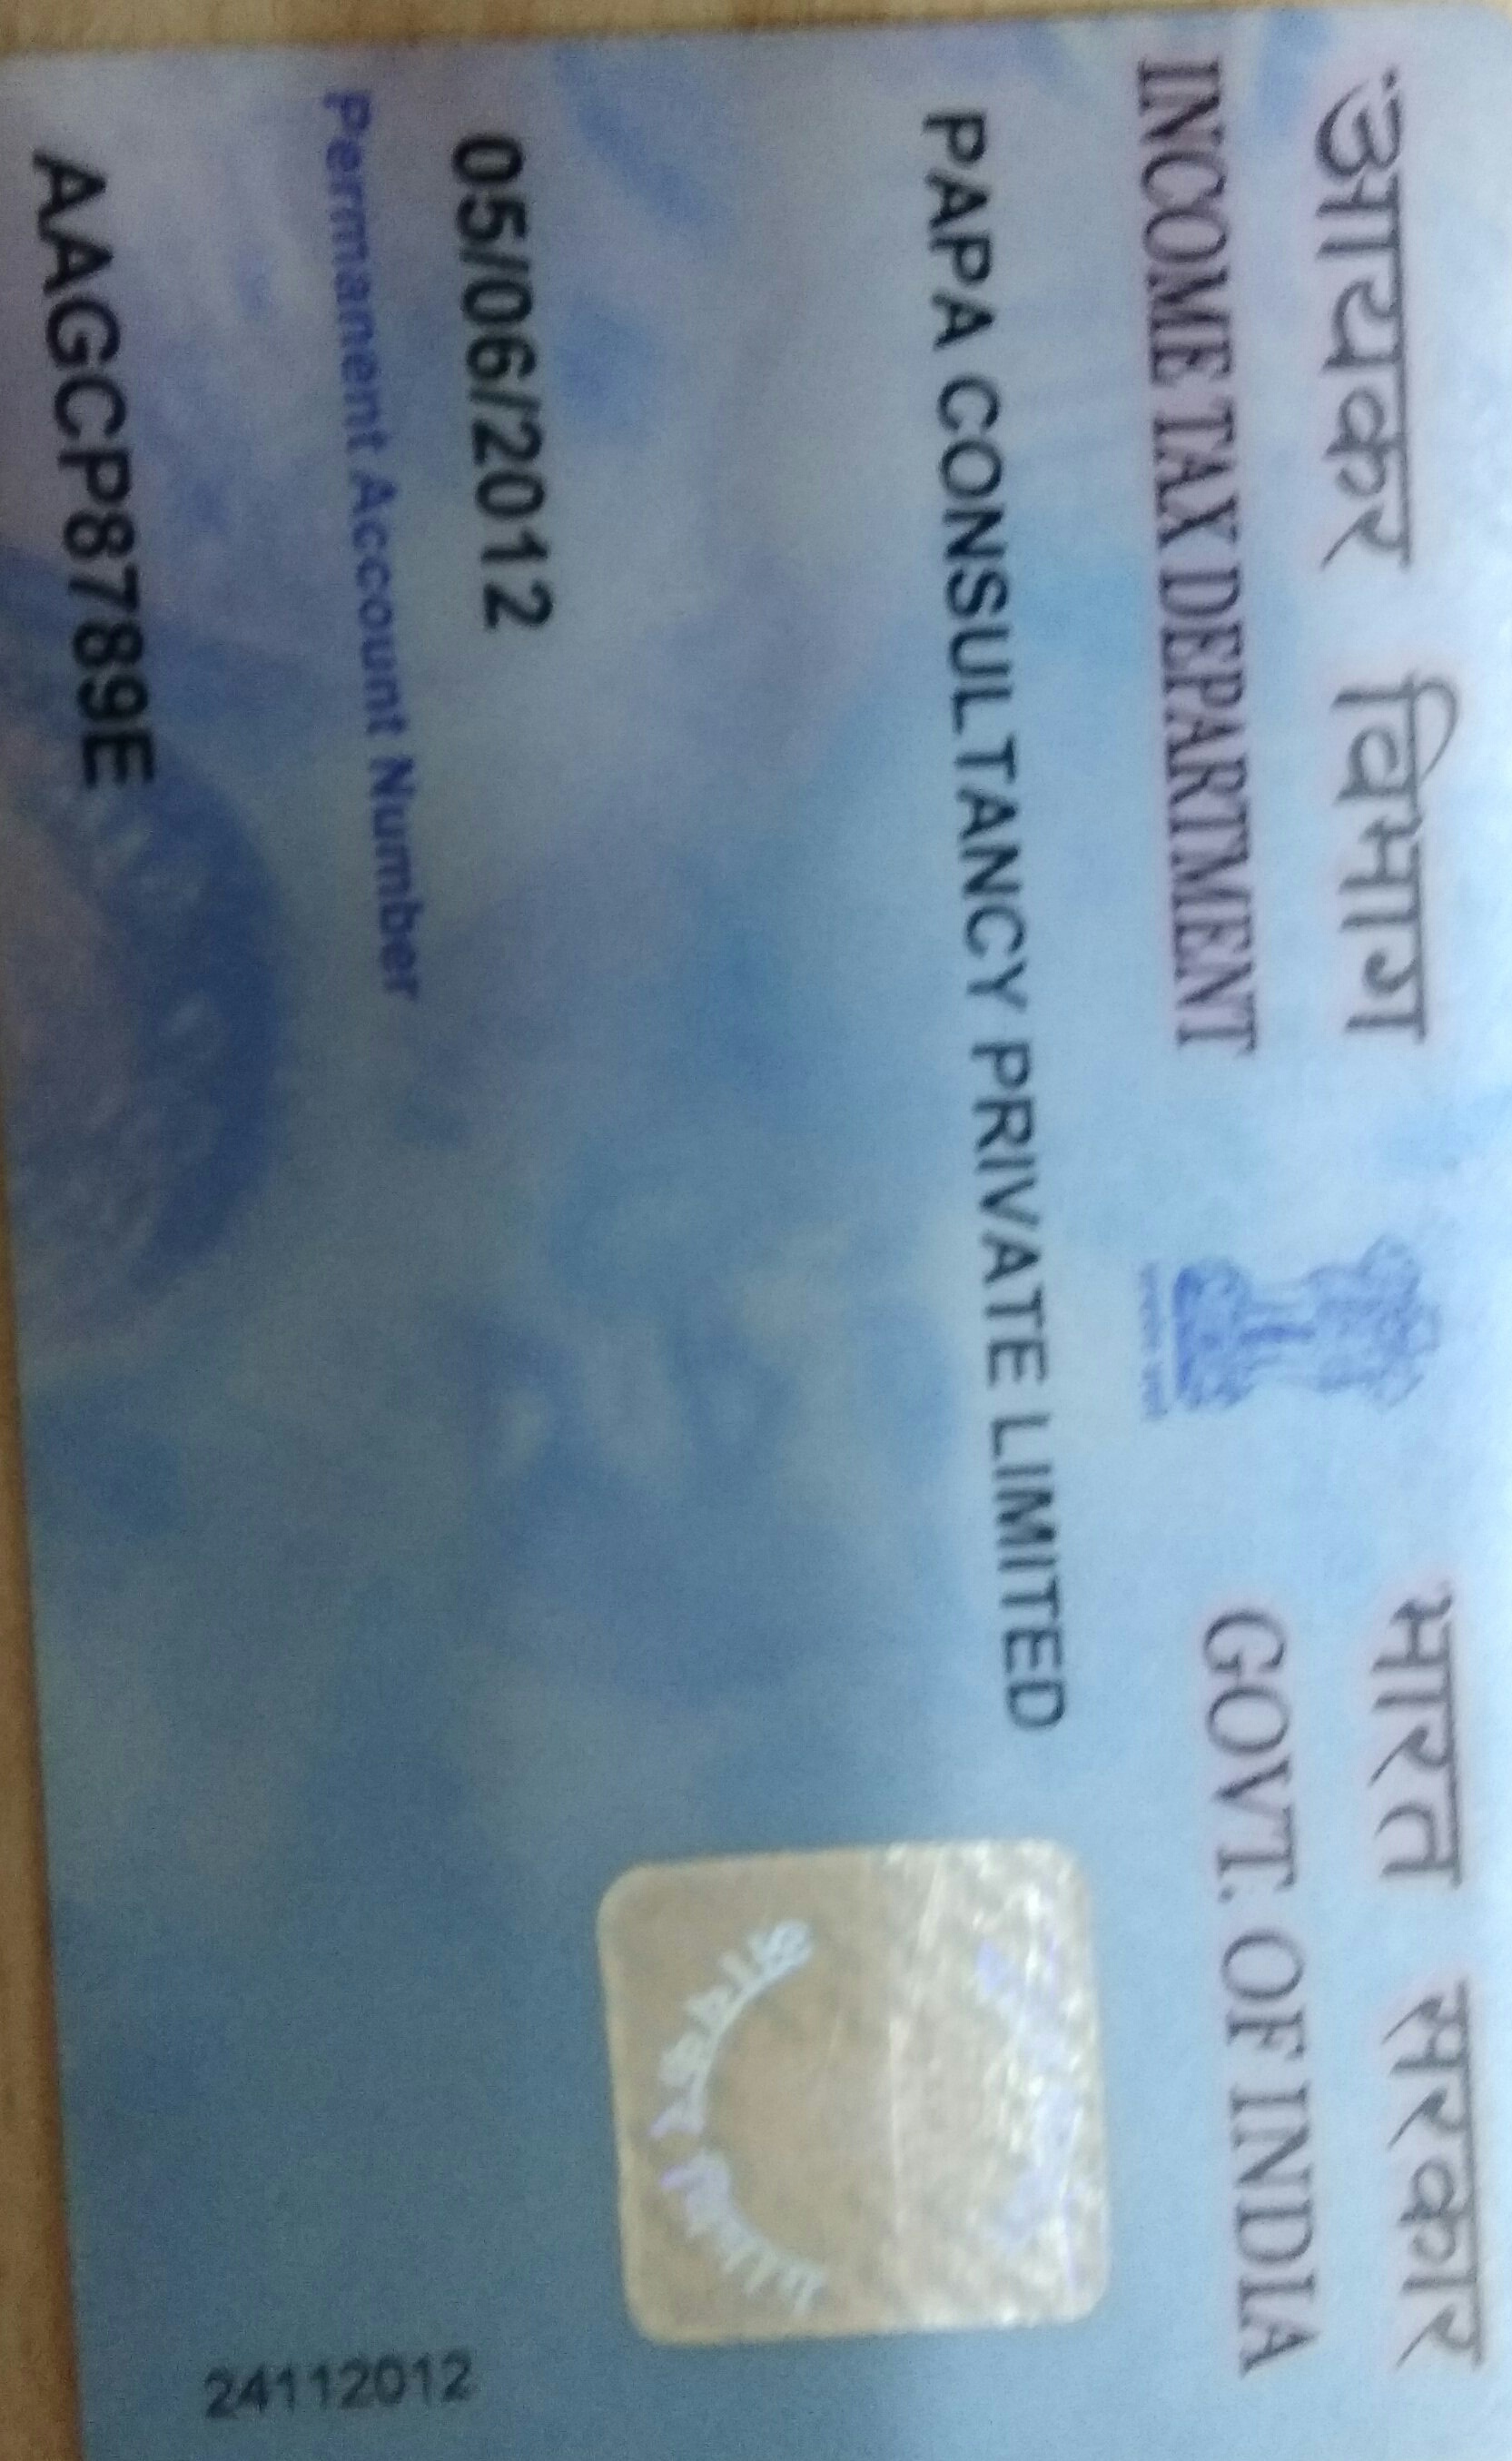 आयकर विभाग
INCOME TAX DEPARTMENT
भारत सरकार
GOVT. OF INDIA
PAPA CONSULTANCY PRIVATE LIMITED
05/06/2012
Permanent Account Number
AAGCP8789E
24112012